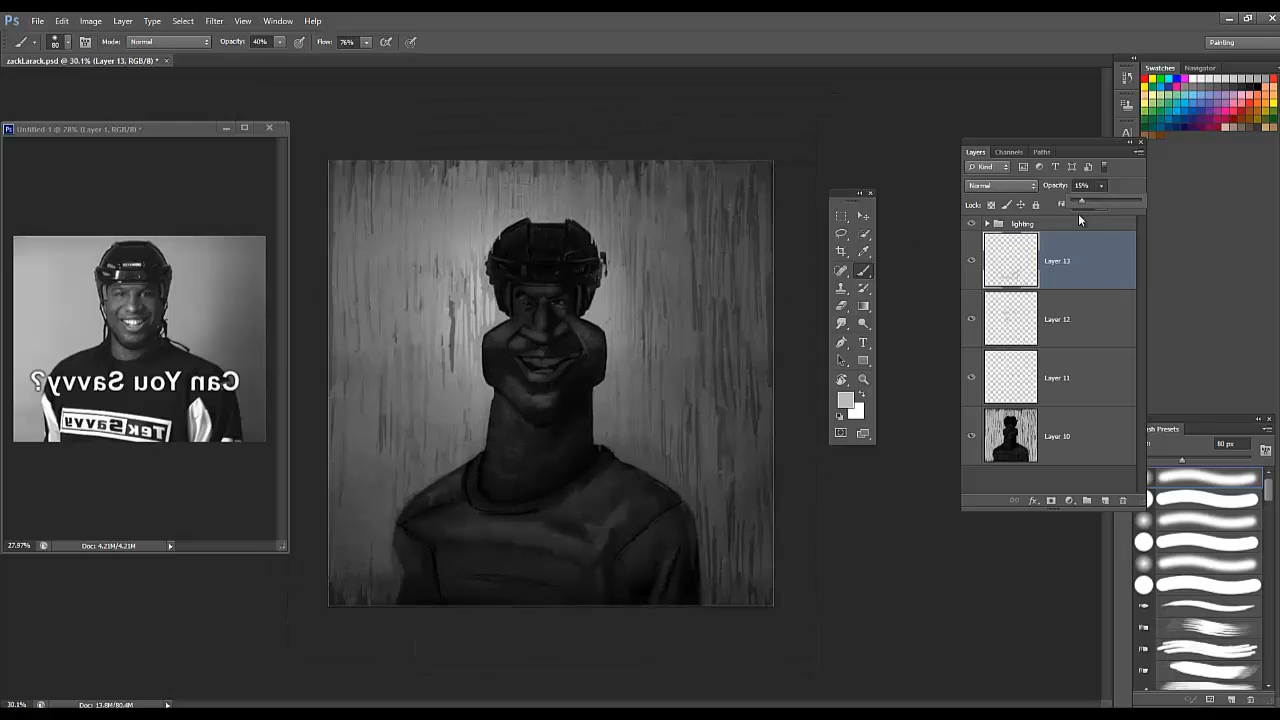 Ps File Edit Image Layer Type Select Filter View Window Help
80 Mode: Normal Opacity: 40% Flow: 76% Painting
zackLarack.psd @ 30.1% (Layer 13, RGB/8) * ×
Swatches Navigator
Untitled-1 @ 78% (Layer 1, RGB/8) *
Layers Channels Paths
Kind
Normal Opacity: 15%
Lock:
lighting
Layer 13
Layer 12
Layer 11
Layer 10
Can You Savvy?
TekSavvy
fx
Presets
80 px
27.97% Doc: 4.21M/4.21M
30.1% Doc: 13.8M/80.4M